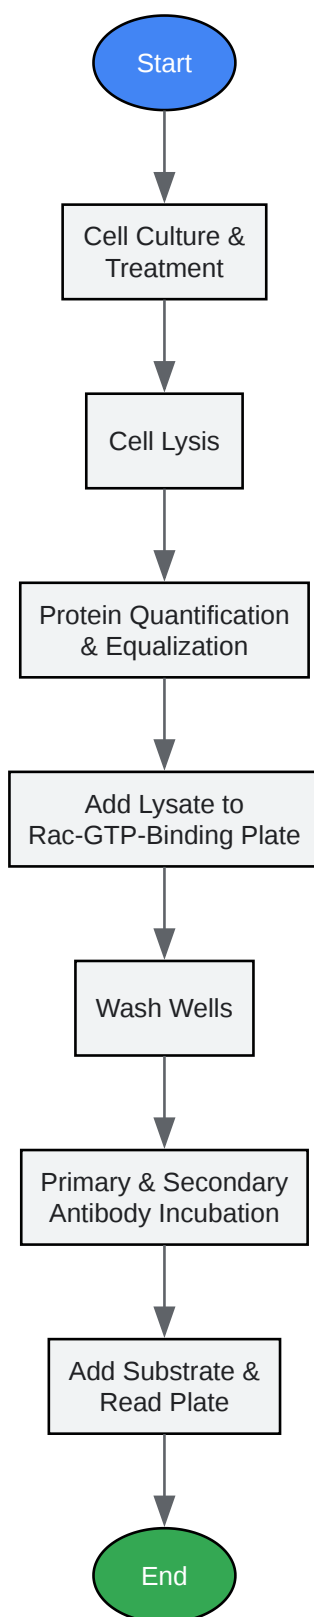 Start
Cell Culture &
Treatment
Cell Lysis
Protein Quantification
& Equalization
Add Lysate to
Rac-GTP-Binding Plate
Wash Wells
Primary & Secondary
Antibody Incubation
Add Substrate &
Read Plate
End